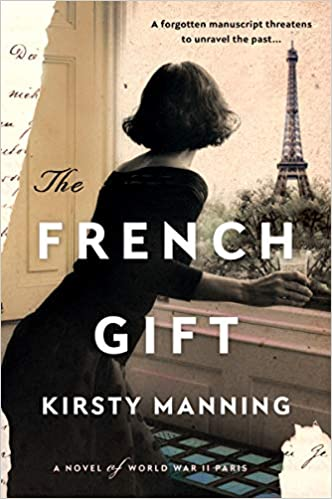 A forgotten manuscript threatens
to unravel the past...
The
FRENCH
GIFT
KIRSTY MANNING
A NOVEL of WORLD WAR II PARIS